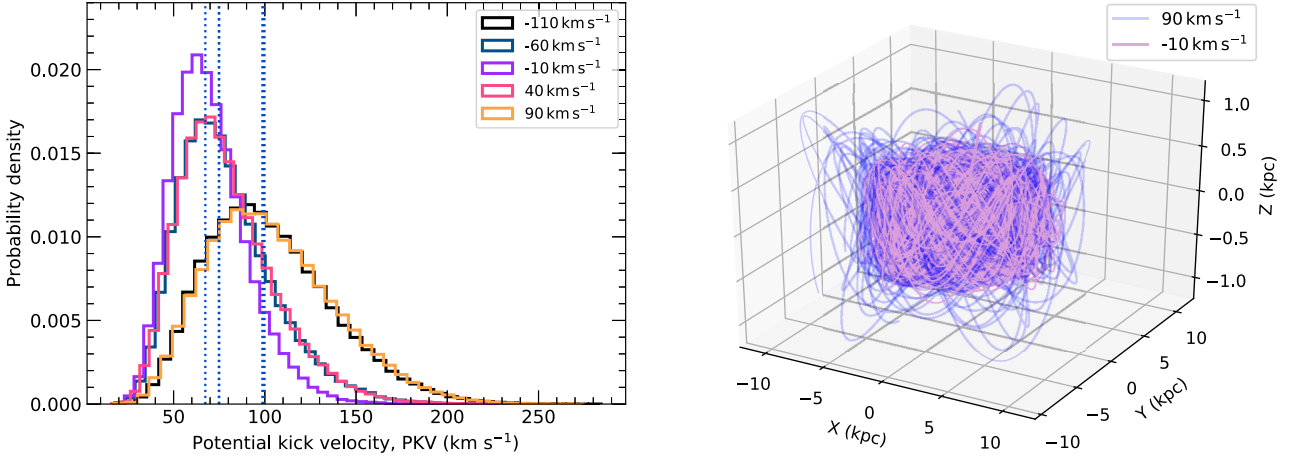 -110 km s⁻¹
-60 km s⁻¹
-10 km s⁻¹
40 km s⁻¹
90 km s⁻¹
0.020
0.015
0.010
0.005
0.000
50
100
150
200
250
Probability density
Potential kick velocity, PKV (km s⁻¹)
90 km s⁻¹
-10 km s⁻¹
1.0
0.5
0.0
−0.5
−1.0
Z (kpc)
−10
−5
0
5
10
X (kpc)
−10
−5
0
5
10
Y (kpc)